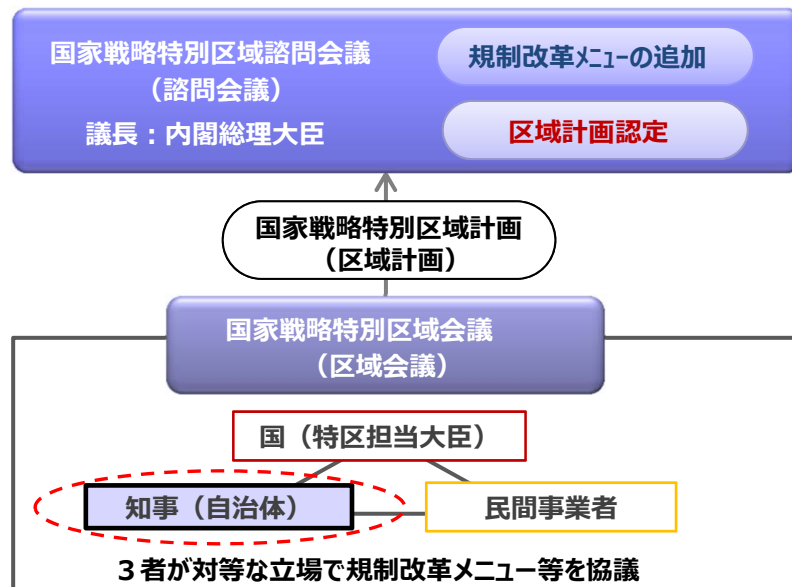 国家戦略特別区域諮問会議
（諮問会議）
議長：内閣総理大臣
規制改革メニューの追加
区域計画認定
国家戦略特別区域計画
（区域計画）
国家戦略特別区域会議
（区域会議）
国（特区担当大臣）
知事（自治体）
民間事業者
３者が対等な立場で規制改革メニュー等を協議